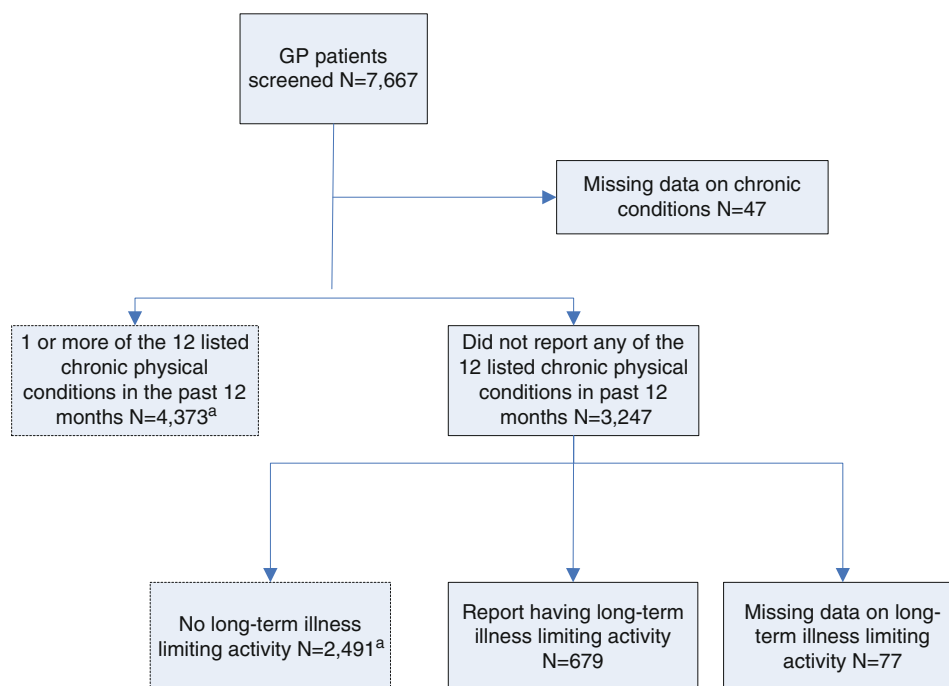 GP patients
screened N=7,667
Missing data on chronic
conditions N=47
1 or more of the 12 listed
chronic physical
conditions in the past 12
months N=4,373ᵃ
Did not report any of the
12 listed chronic physical
conditions in past 12
months N=3,247
No long-term illness
limiting activity N=2,491ᵃ
Report having long-term
illness limiting activity
N=679
Missing data on long-
term illness limiting
activity N=77